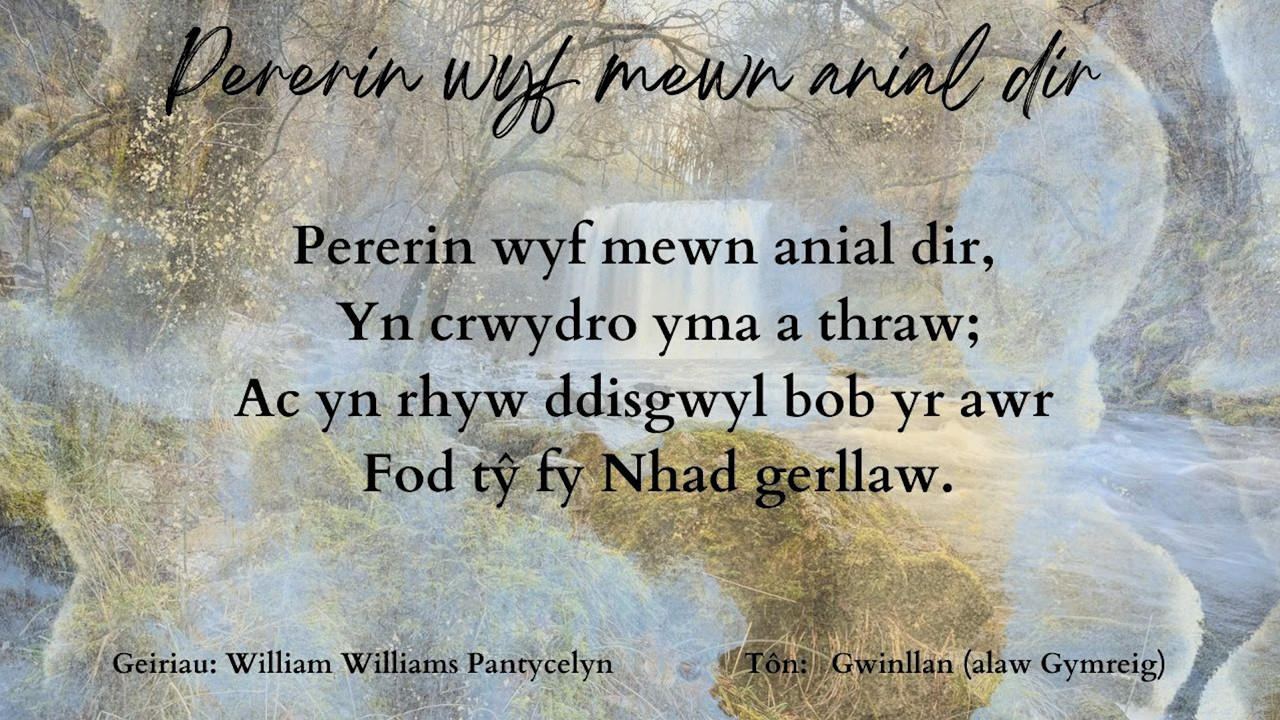 Pererin wyf mewn anial dir
Pererin wyf mewn anial dir,
Yn crwydro yma a thraw;
Ac yn rhyw ddisgwyl bob yr awr
Fod tŷ fy Nhad gerllaw.
Geiriau: William Williams Pantycelyn
Tôn: Gwinllan (alaw Gymreig)